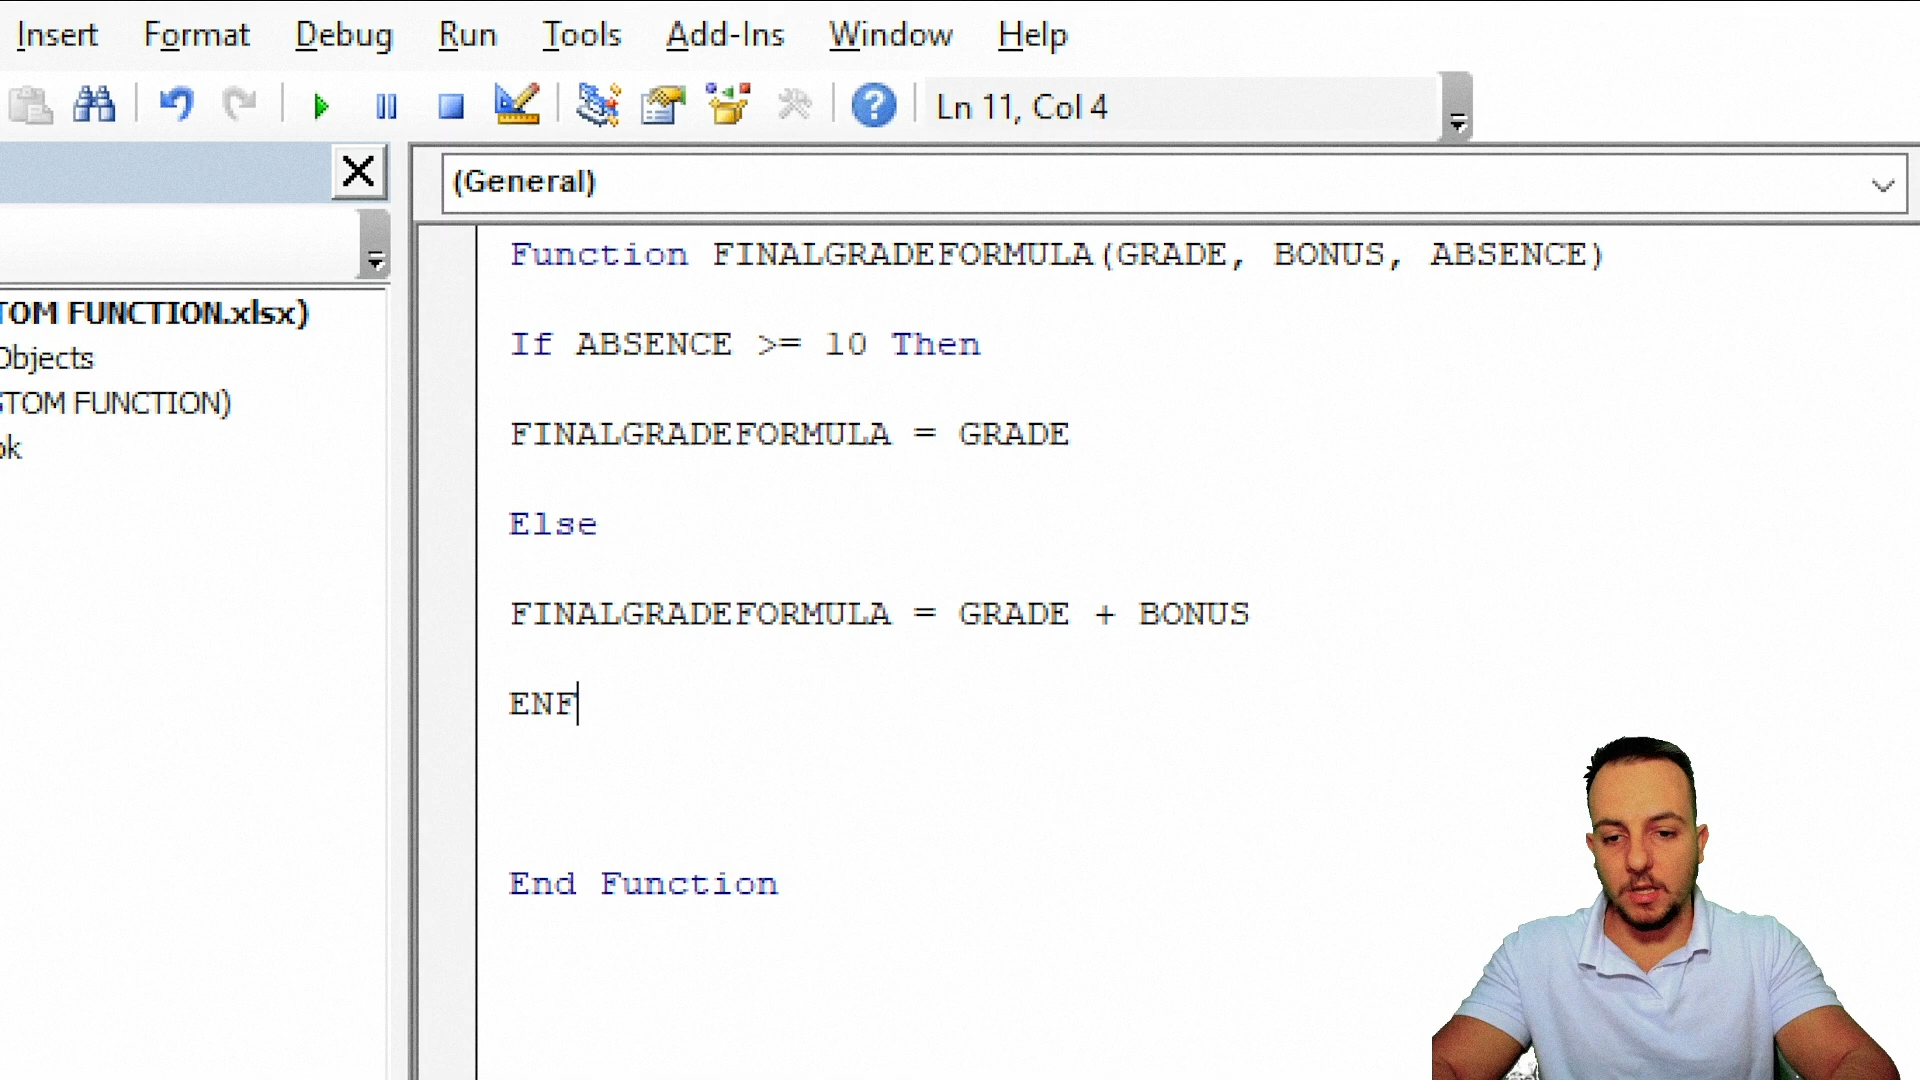 Insert Format Debug Run Tools Add-Ins Window Help
Ln 11, Col 4
(General)
TOM FUNCTION.xlsx)
Objects
STOM FUNCTION)
ok
Function FINALGRADEFORMULA(GRADE, BONUS, ABSENCE)
If ABSENCE >= 10 Then
FINALGRADEFORMULA = GRADE
Else
FINALGRADEFORMULA = GRADE + BONUS
ENF
End Function